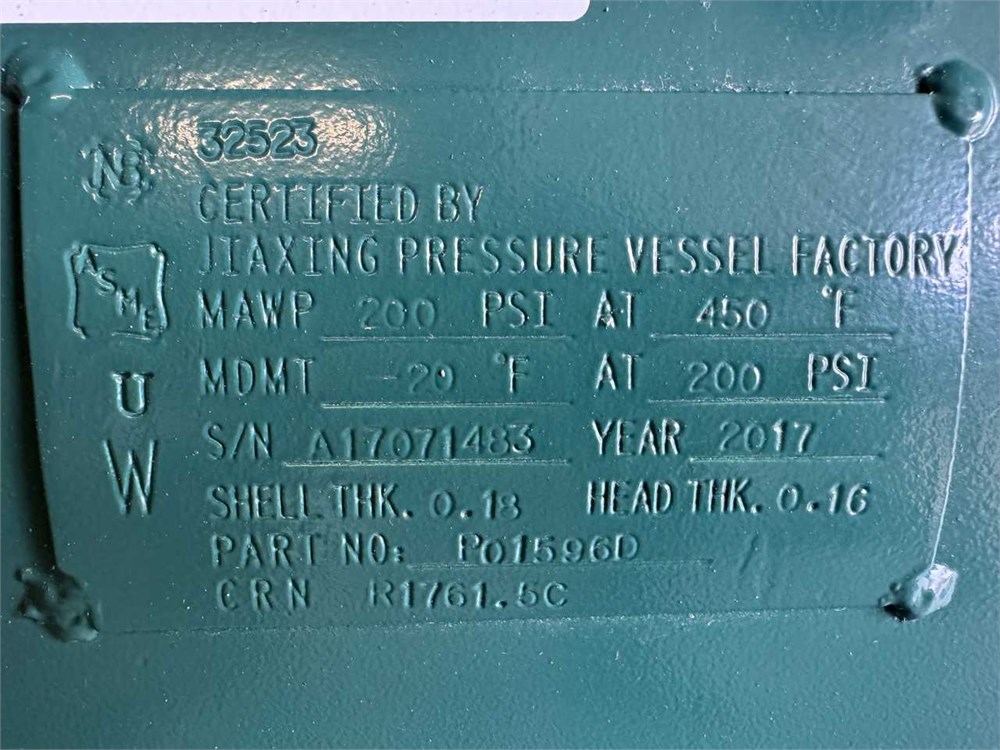 NB 32523
CERTIFIED BY
JIAXING PRESSURE VESSEL FACTORY
ASME
MAWP 200 PSI AT 450 °F
U
MDMT -20 °F AT 200 PSI
W
S/N A17071483 YEAR 2017
SHELL THK. 0.18 HEAD THK. 0.16
PART NO: P01596D
CRN R1761.5C